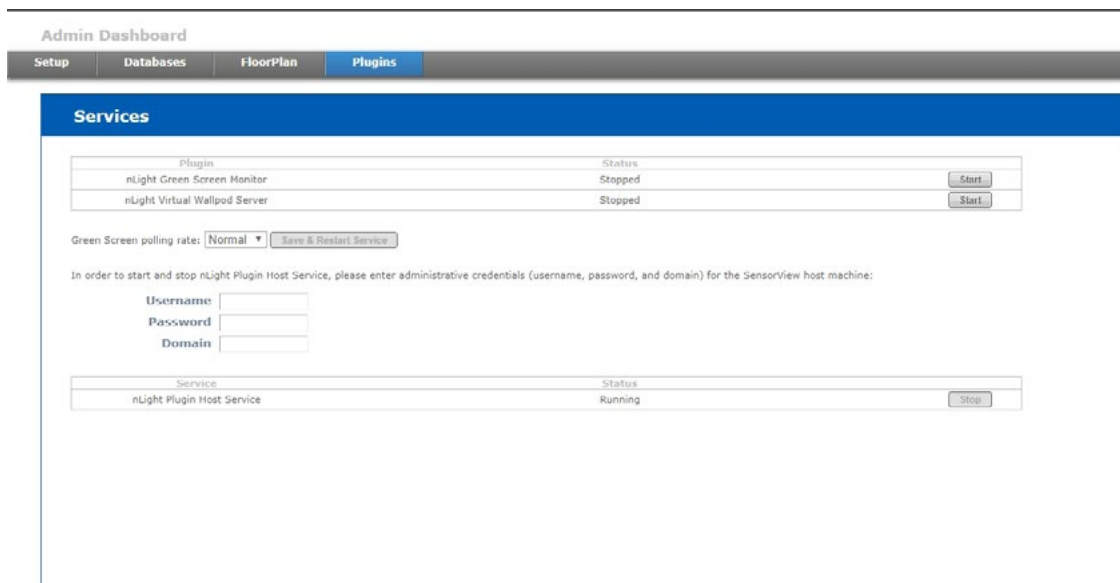 Admin Dashboard
Setup Databases FloorPlan Plugins
Services
Plugin Status
nLight Green Screen Monitor Stopped Start
nLight Virtual Wallpod Server Stopped Start
Green Screen polling rate: Normal Save & Restart Service
In order to start and stop nLight Plugin Host Service, please enter administrative credentials (username, password, and domain) for the SensorView host machine:
Username
Password
Domain
Service Status
nLight Plugin Host Service Running Stop